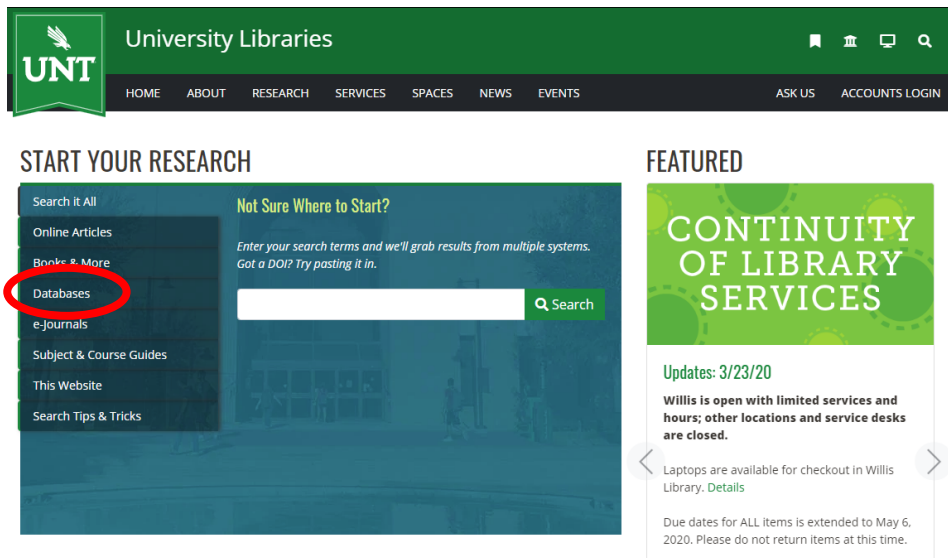 UNT
University Libraries
HOME ABOUT RESEARCH SERVICES SPACES NEWS EVENTS ASK US ACCOUNTS LOGIN
START YOUR RESEARCH
Search it All
Online Articles
Books & More
Databases
e-Journals
Subject & Course Guides
This Website
Search Tips & Tricks
Not Sure Where to Start?
Enter your search terms and we'll grab results from multiple systems.
Got a DOI? Try pasting it in.
Search
FEATURED
CONTINUITY
OF LIBRARY
SERVICES
Updates: 3/23/20
Willis is open with limited services and
hours; other locations and service desks
are closed.
Laptops are available for checkout in Willis
Library. Details
Due dates for ALL items is extended to May 6,
2020. Please do not return items at this time.